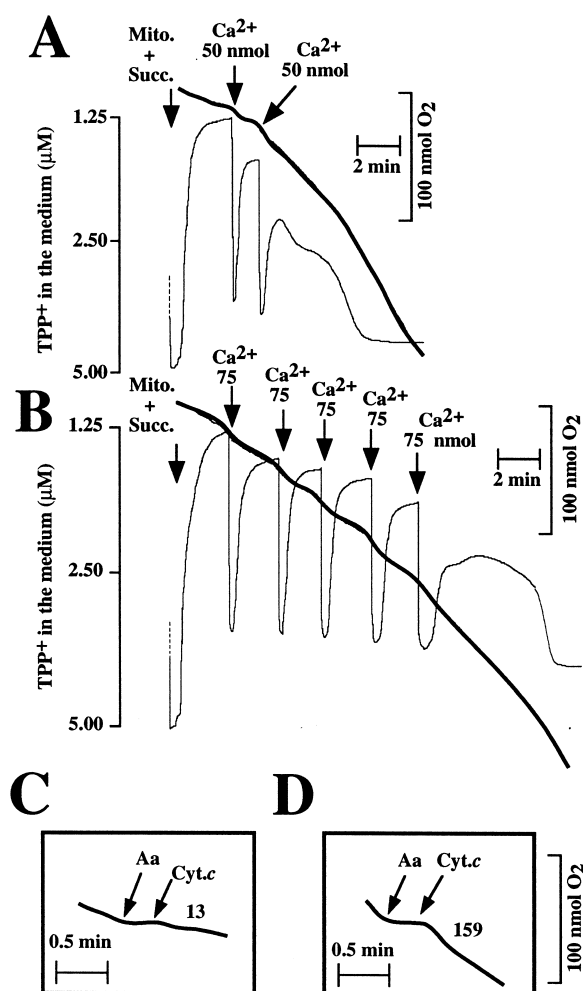 A
Mito.
+
Succ.
Ca2+
50 nmol
Ca2+
50 nmol
1.25
2.50
5.00
TPP+ in the medium (μM)
2 min
100 nmol O2
B
Mito.
+
Succ.
Ca2+
75
Ca2+
75
Ca2+
75
Ca2+
75
Ca2+
75 nmol
1.25
2.50
5.00
TPP+ in the medium (μM)
2 min
100 nmol O2
C
Aa
Cyt.c
13
0.5 min
D
Aa
Cyt.c
159
0.5 min
100 nmol O2